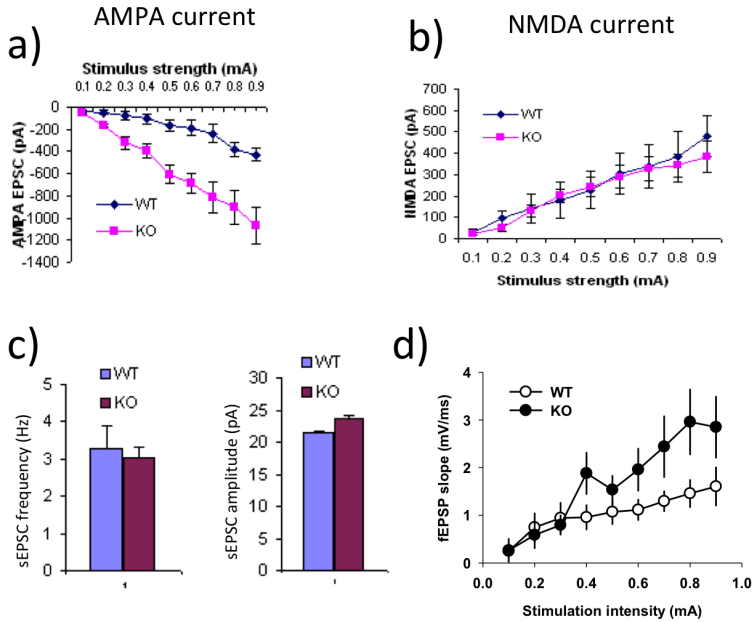 AMPA current
NMDA current
a)
Stimulus strength (mA)
0.1 0.2 0.3 0.4 0.5 0.6 0.7 0.8 0.9
0
-200
-400
-600
-800
-1000
-1200
-1400
AMPA EPSC (pA)
WT
KO
b)
700
600
500
400
300
200
100
0
NMDA EPSC (pA)
WT
KO
0.1 0.2 0.3 0.4 0.5 0.6 0.7 0.8 0.9
Stimulus strength (mA)
c)
WT
KO
5
4
3
2
1
0
sEPSC frequency (Hz)
1
WT
KO
30
25
20
15
10
5
0
sEPSC amplitude (pA)
d)
4
3
2
1
0
fEPSP slope (mV/ms)
WT
KO
0.0 0.2 0.4 0.6 0.8 1.0
Stimulation intensity (mA)